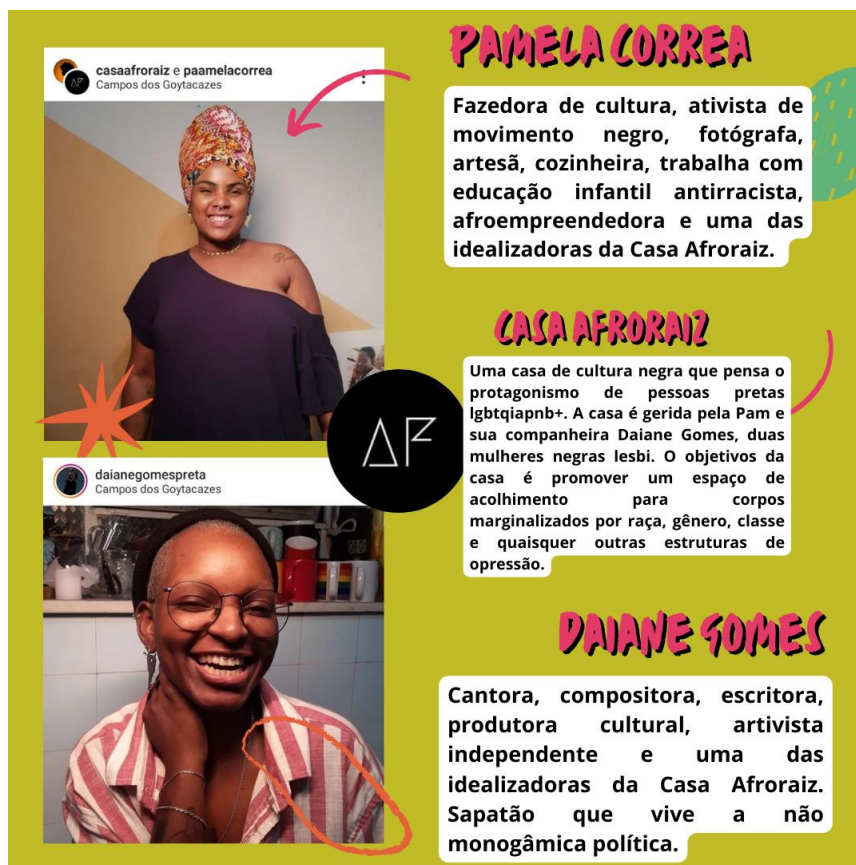 casaafroraiz e paamelacorrea
Campos dos Goytacazes
PAMELA CORREA
Fazedora de cultura, ativista de
movimento negro, fotógrafa,
artesã, cozinheira, trabalha com
educação infantil antirracista,
afroempreendedora e uma das
idealizadoras da Casa Afroraiz.
CASA AFRORAIZ
Uma casa de cultura negra que pensa o
protagonismo de pessoas pretas
lgbtqiapnb+. A casa é gerida pela Pam e
sua companheira Daiane Gomes, duas
mulheres negras lesbi. O objetivos da
casa é promover um espaço de
acolhimento para corpos
marginalizados por raça, gênero, classe
e quaisquer outras estruturas de
opressão.
AF
daianegomespreta
Campos dos Goytacazes
DAIANE GOMES
Cantora, compositora, escritora,
produtora cultural, artivista
independente e uma das
idealizadoras da Casa Afroraiz.
Sapatão que vive a não
monogâmica política.